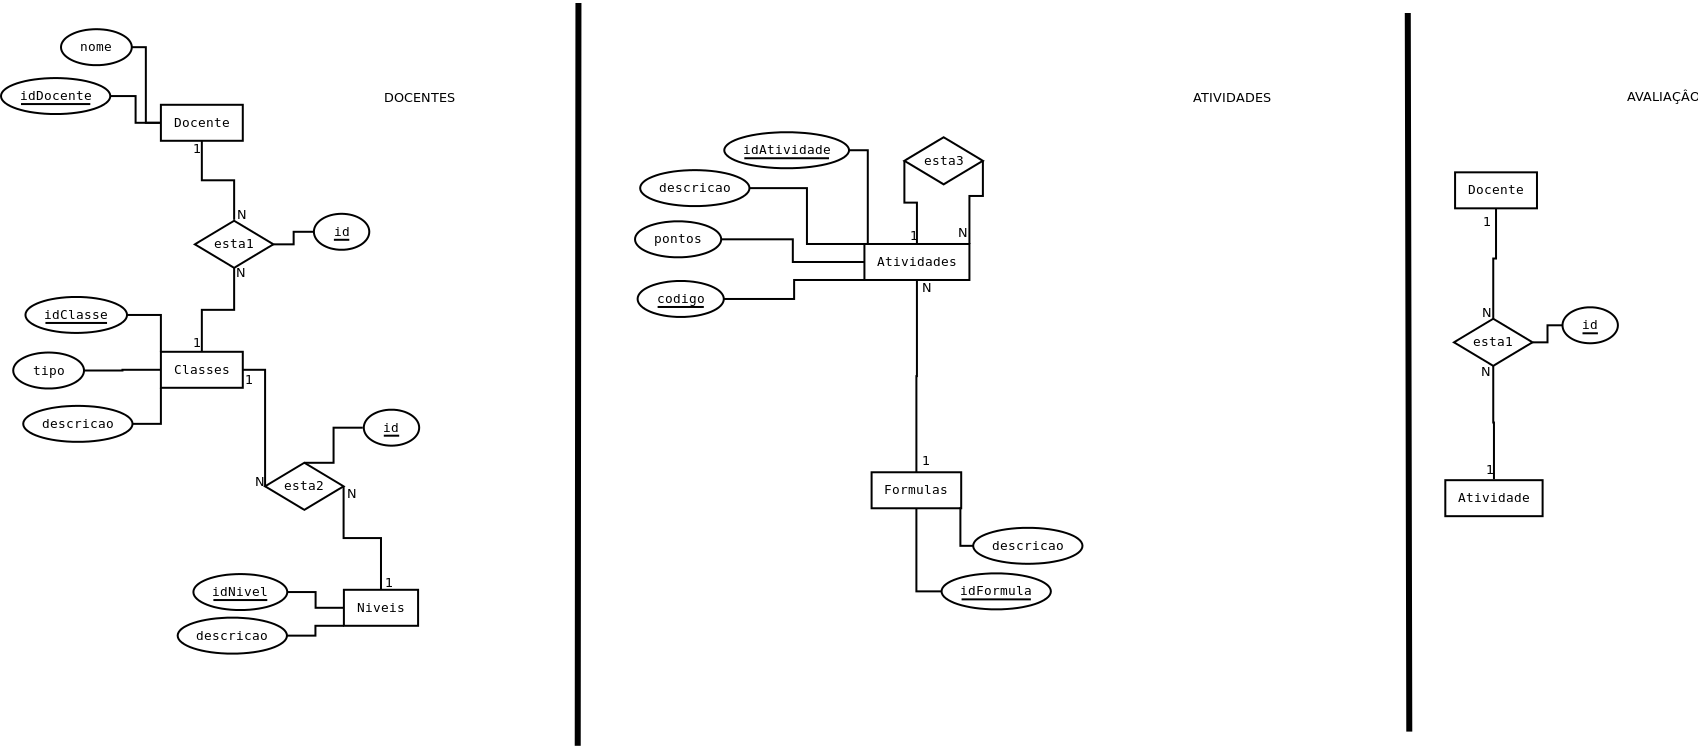 DOCENTES
nome
idDocente
Docente
1
N
esta1
id
N
idClasse
1
tipo
Classes
1
descricao
id
N
esta2
N
1
idNivel
Niveis
descricao
ATIVIDADES
idAtividade
esta3
descricao
pontos
1
N
Atividades
codigo
N
1
Formulas
descricao
idFormula
AVALIAÇÃO
Docente
1
N
id
esta1
N
1
Atividade